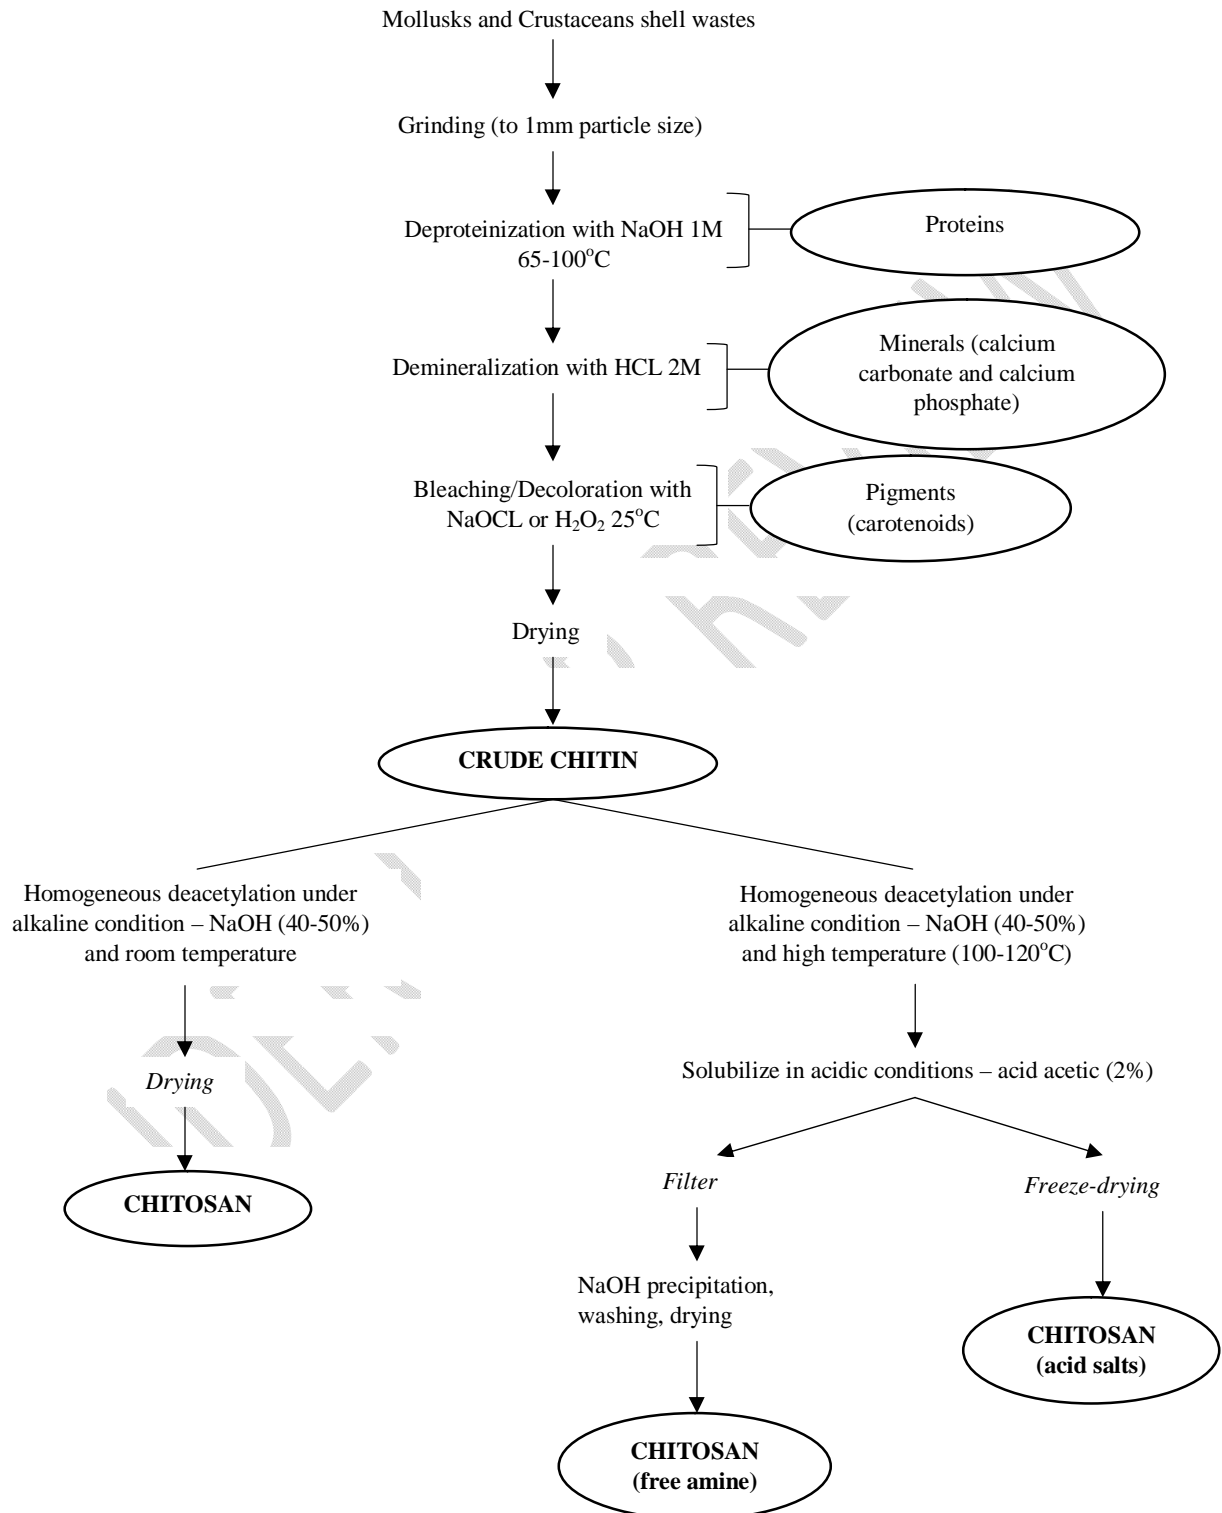 Mollusks and Crustaceans shell wastes
Grinding (to 1mm particle size)
Deproteinization with NaOH 1M
65-100°C
Proteins
Demineralization with HCL 2M
Minerals (calcium
carbonate and calcium
phosphate)
Bleaching/Decoloration with
NaOCL or H₂O₂ 25°C
Pigments
(carotenoids)
Drying
CRUDE CHITIN
Homogeneous deacetylation under
alkaline condition – NaOH (40-50%)
and room temperature
Drying
CHITOSAN
Homogeneous deacetylation under
alkaline condition – NaOH (40-50%)
and high temperature (100-120°C)
Solubilize in acidic conditions – acid acetic (2%)
Filter
NaOH precipitation,
washing, drying
CHITOSAN
(free amine)
Freeze-drying
CHITOSAN
(acid salts)